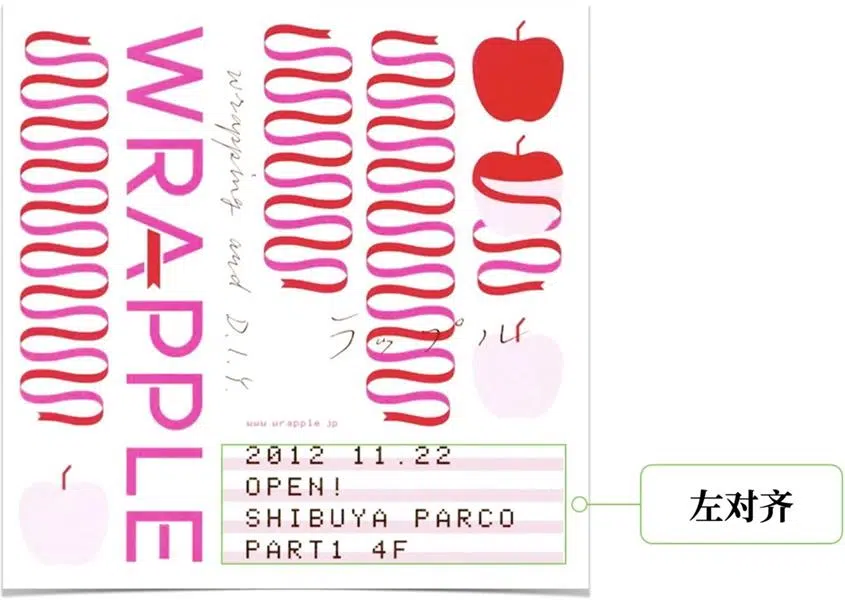 WRAPPLE
wrapping and D.I.Y.
ラップル
www.wrapple.jp
2012 11.22
OPEN!
SHIBUYA PARCO
PART1 4F
左对齐